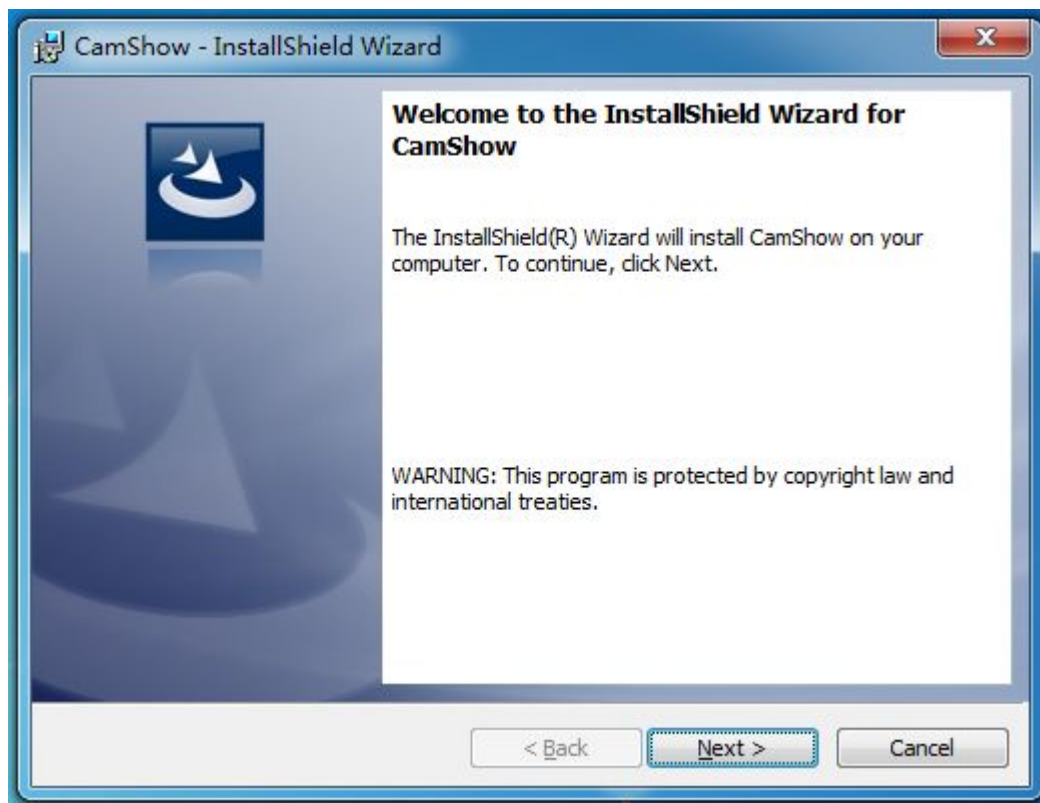 CamShow - InstallShield Wizard
Welcome to the InstallShield Wizard for
CamShow
The InstallShield(R) Wizard will install CamShow on your
computer. To continue, click Next.
WARNING: This program is protected by copyright law and
international treaties.
< Back
Next >
Cancel